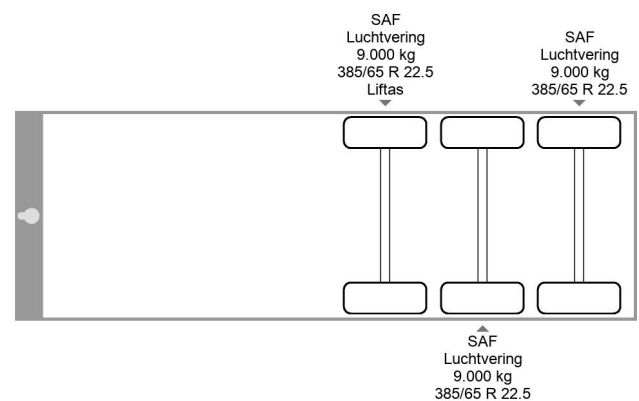 SAF
Luchtvering
9.000 kg
385/65 R 22.5
Liftas
SAF
Luchtvering
9.000 kg
385/65 R 22.5
SAF
Luchtvering
9.000 kg
385/65 R 22.5